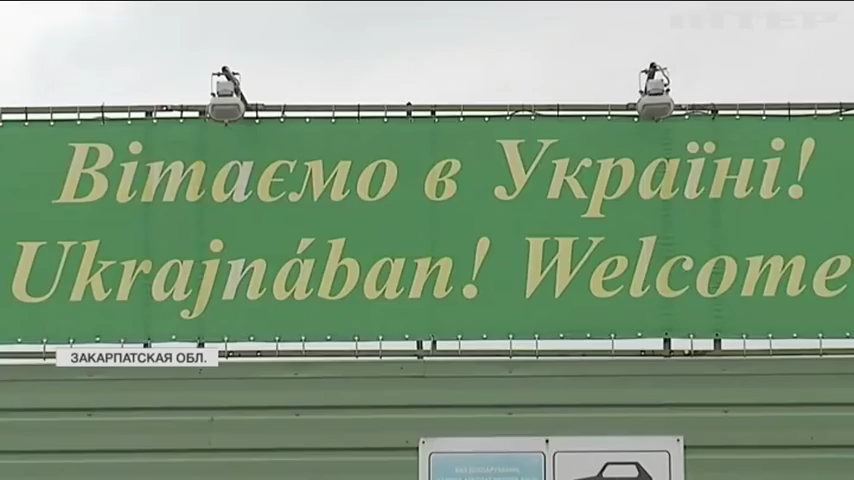 ІНТЕР
Вітаємо в Україні!
Ukrajnában! Welcome
ЗАКАРПАТСКАЯ ОБЛ.